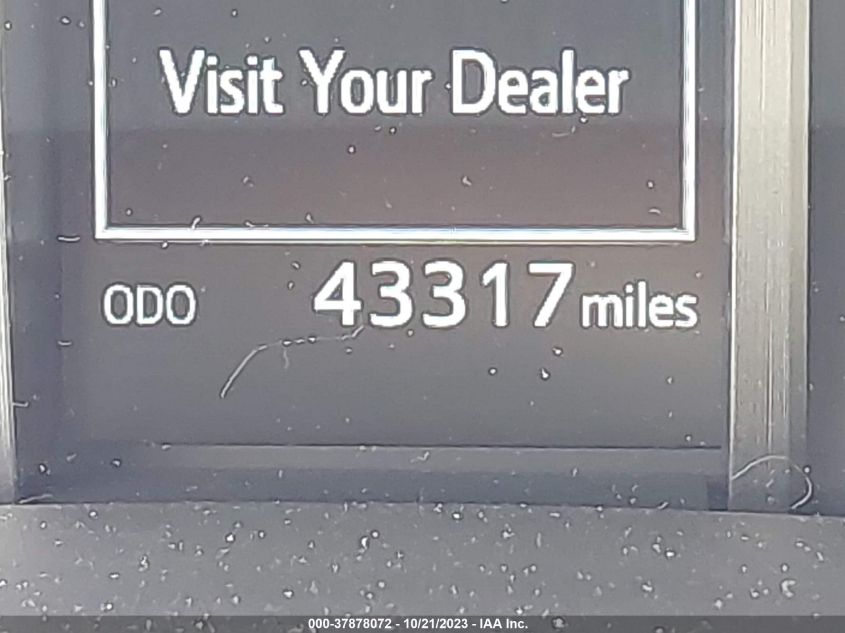 Visit Your Dealer
ODO 43317 miles
000-37878072 - 10/21/2023 - IAA Inc.